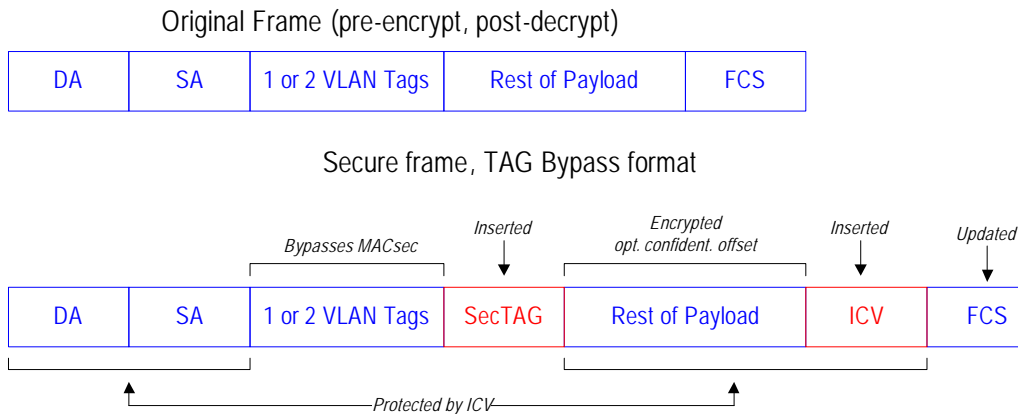 Original Frame (pre-encrypt, post-decrypt)
DA SA 1 or 2 VLAN Tags Rest of Payload FCS
Secure frame, TAG Bypass format
Bypasses MACsec
Inserted
Encrypted
opt. confident. offset
Inserted
Updated
DA SA 1 or 2 VLAN Tags SecTAG Rest of Payload ICV FCS
Protected by ICV